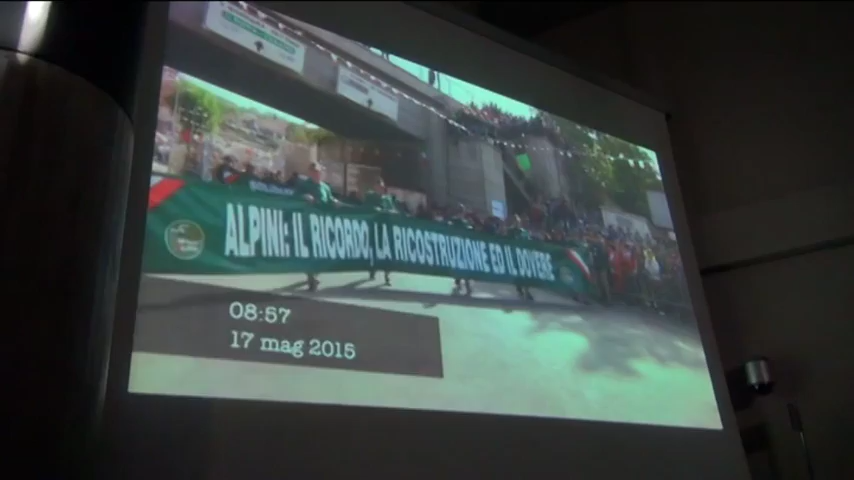 ALPINI: IL RICORDO, LA RICOSTRUZIONE ED IL DOVERE
08:57
17 mag 2015